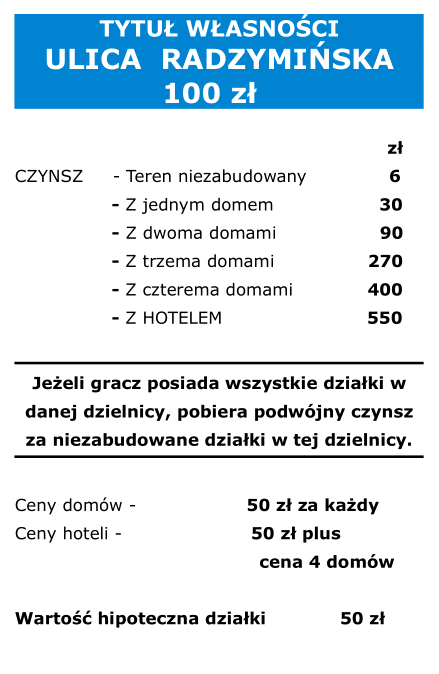 TYTUŁ WŁASNOŚCI
ULICA RADZYMIŃSKA
100 zł
zł
CZYNSZ - Teren niezabudowany 6
- Z jednym domem 30
- Z dwoma domami 90
- Z trzema domami 270
- Z czterema domami 400
- Z HOTELEM 550
Jeżeli gracz posiada wszystkie działki w
danej dzielnicy, pobiera podwójny czynsz
za niezabudowane działki w tej dzielnicy.
Ceny domów - 50 zł za każdy
Ceny hoteli - 50 zł plus
cena 4 domów
Wartość hipoteczna działki 50 zł